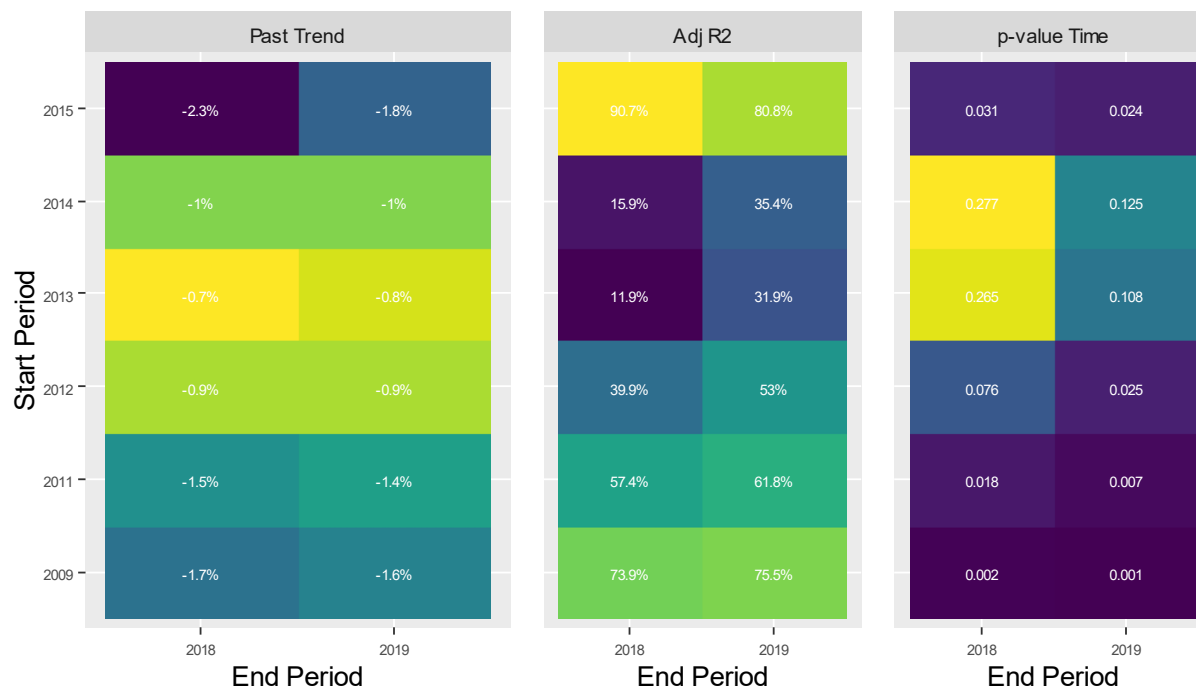 Past Trend Adj R2 p-value Time
2015 -2.3% -1.8% 90.7% 80.8% 0.031 0.024
2014 -1% -1% 15.9% 35.4% 0.277 0.125
2013 -0.7% -0.8% 11.9% 31.9% 0.265 0.108
2012 -0.9% -0.9% 39.9% 53% 0.076 0.025
2011 -1.5% -1.4% 57.4% 61.8% 0.018 0.007
2009 -1.7% -1.6% 73.9% 75.5% 0.002 0.001
Start Period
2018 2019 2018 2019 2018 2019
End Period End Period End Period